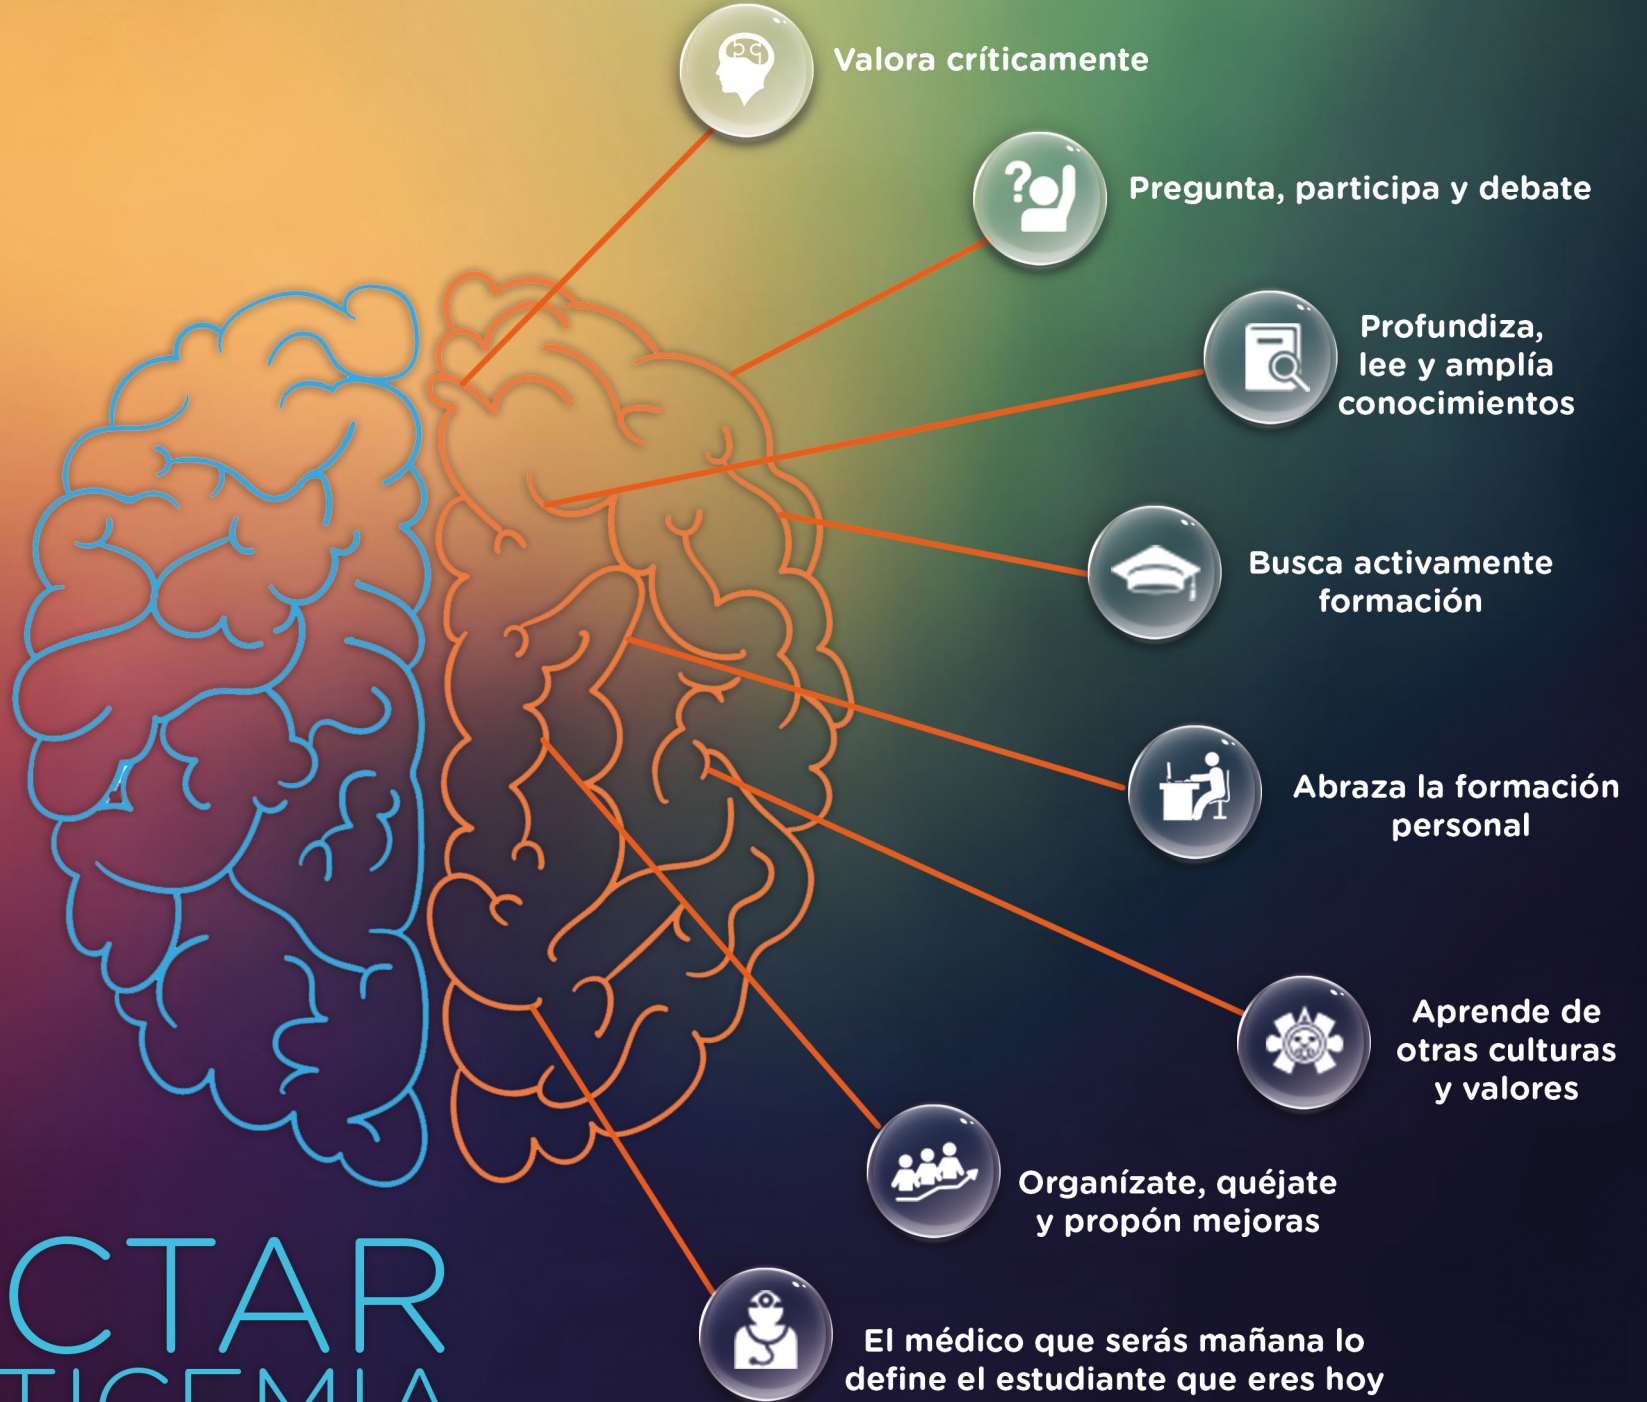 Valora críticamente
Pregunta, participa y debate
Profundiza,
lee y amplía
conocimientos
Busca activamente
formación
Abraza la formación
personal
Aprende de
otras culturas
y valores
Organízate, quéjate
y propón mejoras
El médico que serás mañana lo
define el estudiante que eres hoy
CTAR
TICEMIA